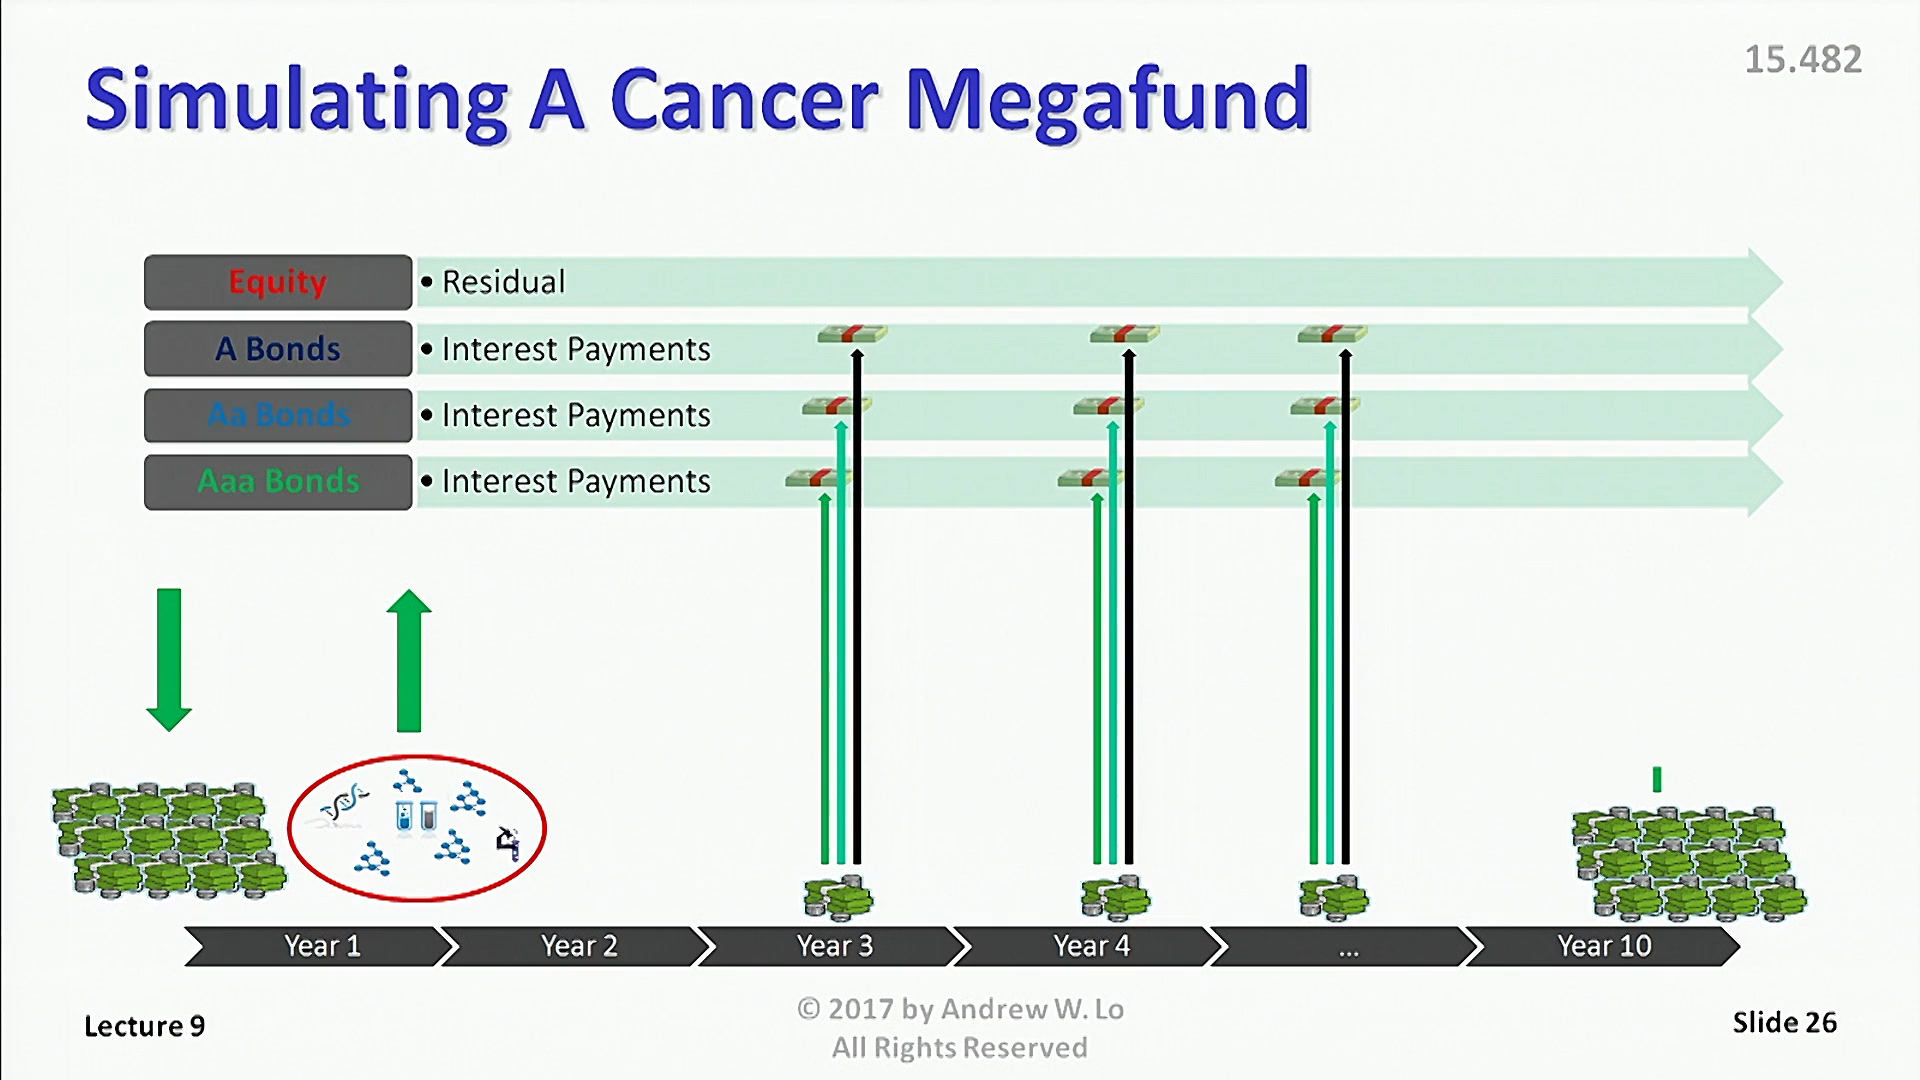 15.482
Simulating A Cancer Megafund
Equity
• Residual
A Bonds
• Interest Payments
Aa Bonds
• Interest Payments
Aaa Bonds
• Interest Payments
Year 1
Year 2
Year 3
Year 4
...
Year 10
Lecture 9
© 2017 by Andrew W. Lo
All Rights Reserved
Slide 26